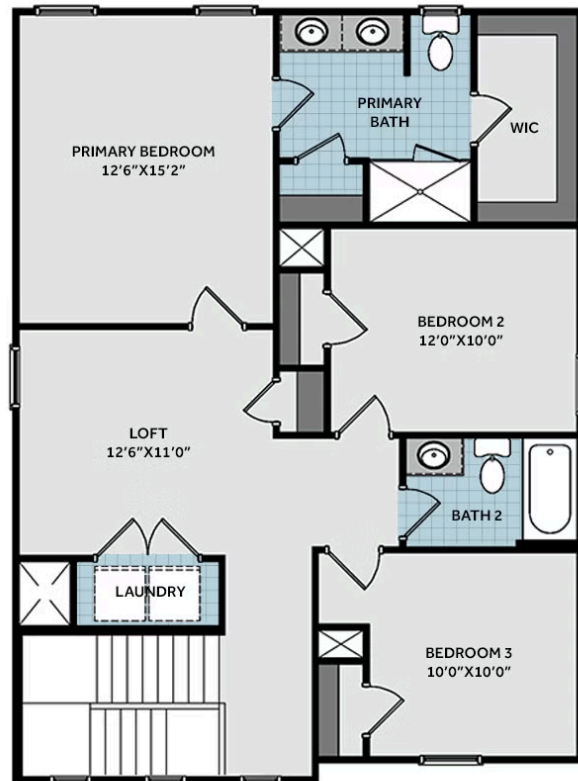 PRIMARY BEDROOM
12'6"X15'2"
PRIMARY
BATH
WIC
BEDROOM 2
12'0"X10'0"
LOFT
12'6"X11'0"
BATH 2
LAUNDRY
BEDROOM 3
10'0"X10'0"